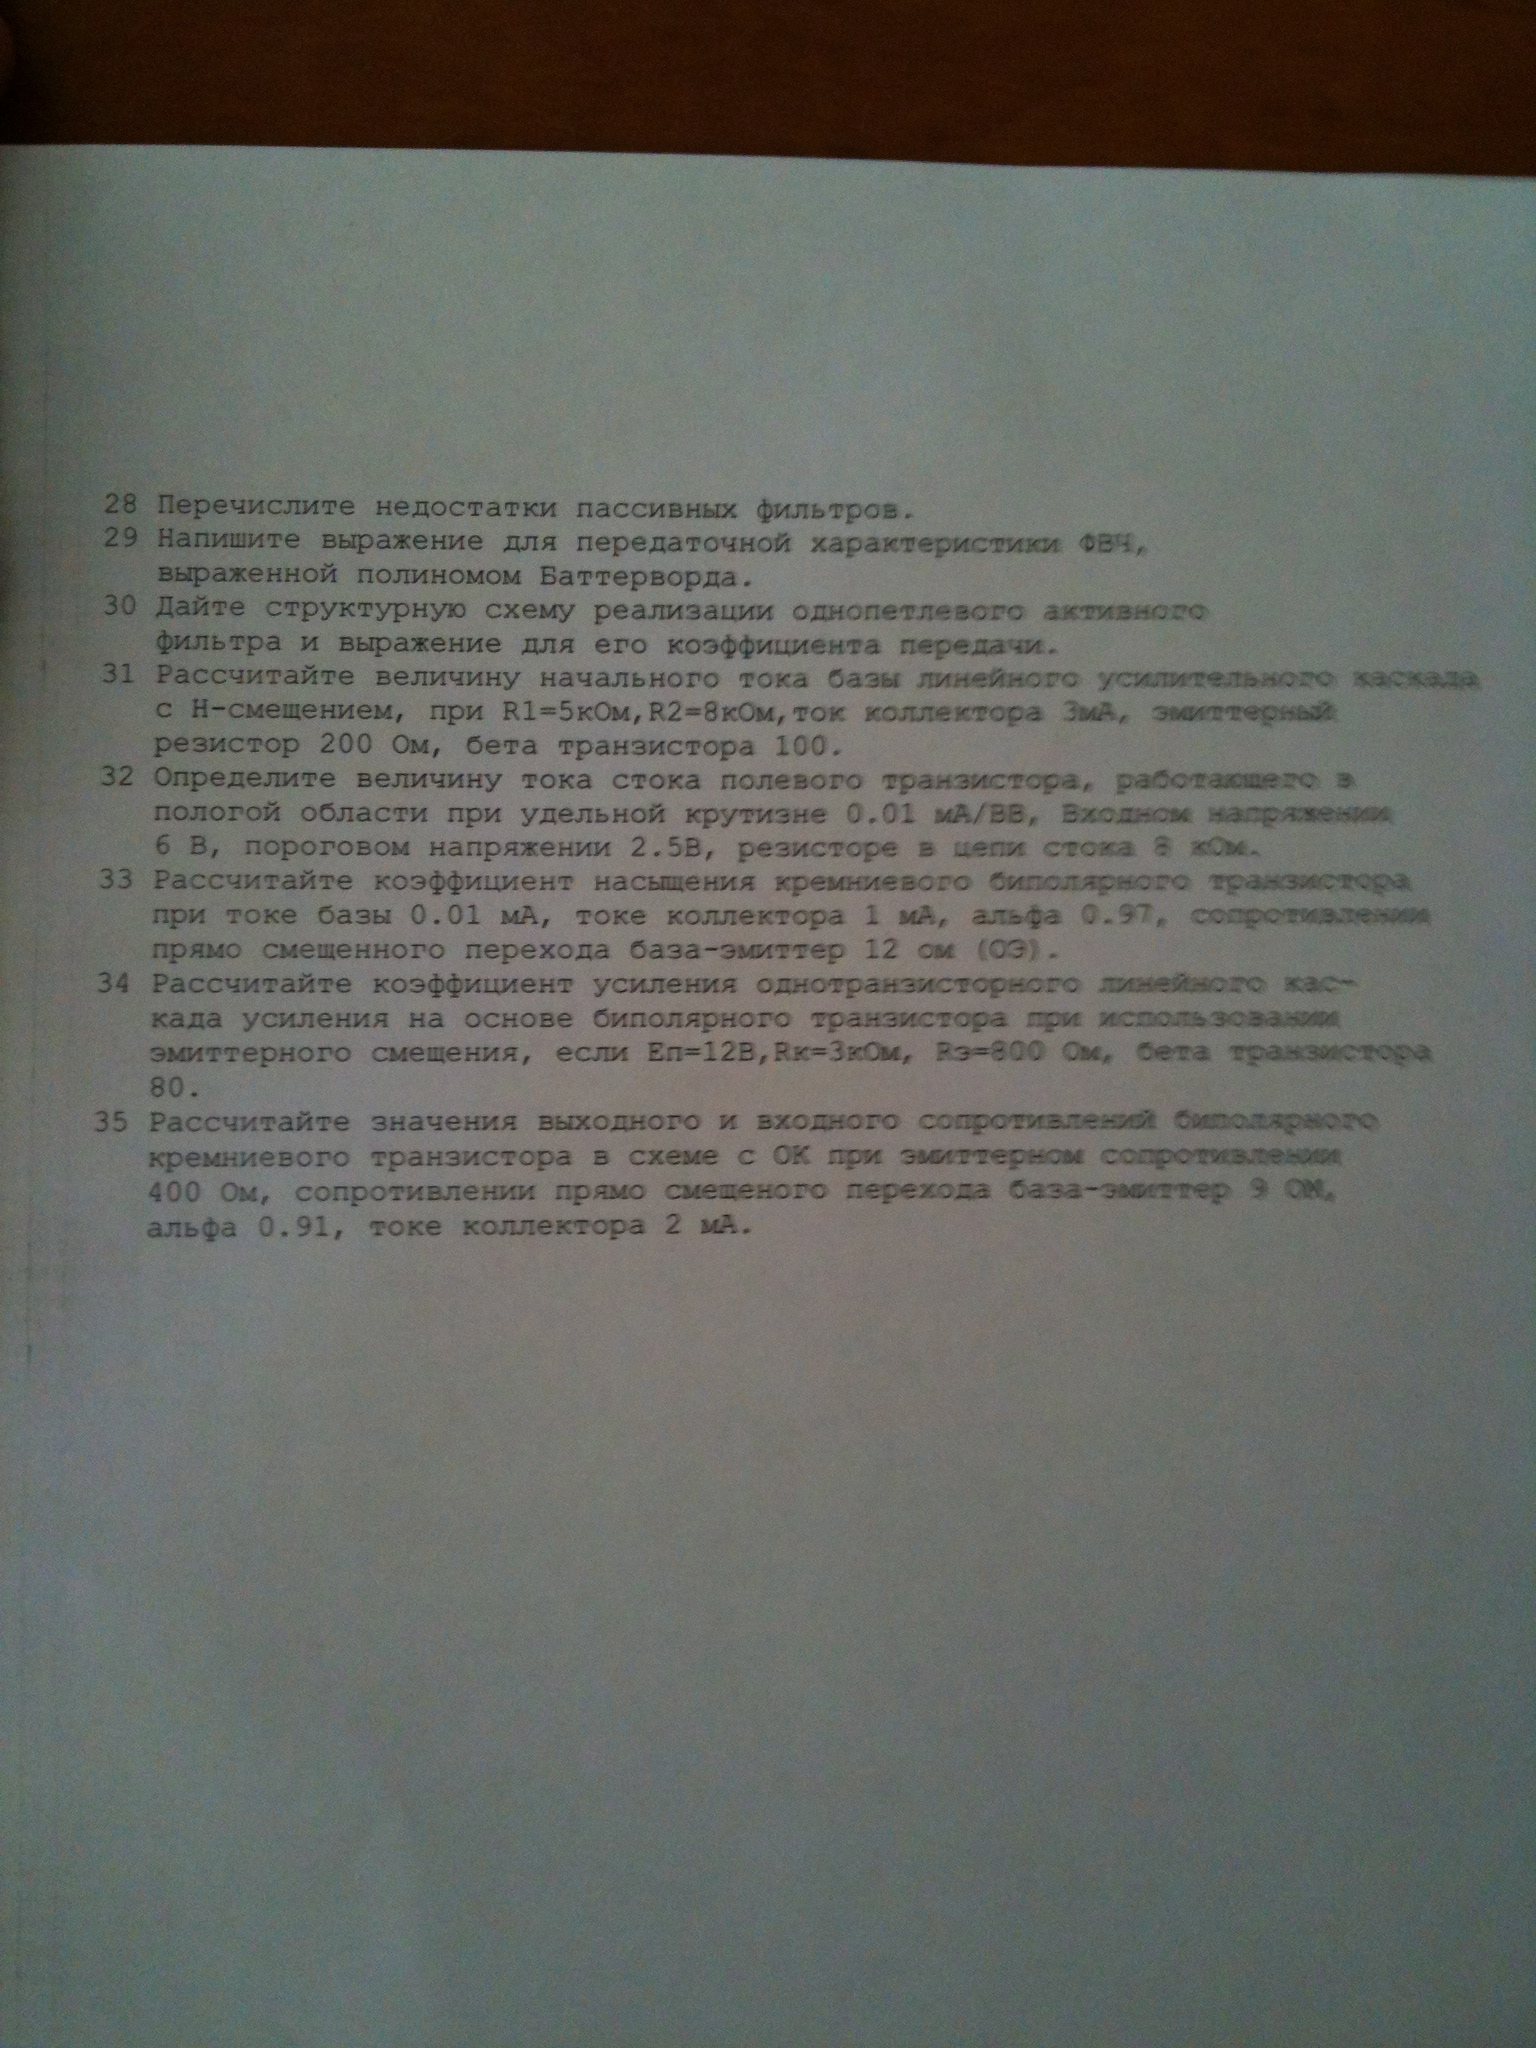 28 Перечислите недостатки пассивных фильтров.
29 Напишите выражение для передаточной характеристики ФВЧ,
выраженной полиномом Баттерворда.
30 Дайте структурную схему реализации однопетлевого активного
фильтра и выражение для его коэффициента передачи.
31 Рассчитайте величину начального тока базы линейного усилительного каскада
с Н-смещением, при R1=5кОм,R2=8кОм,ток коллектора 3мА, эмиттерный
резистор 200 Ом, бета транзистора 100.
32 Определите величину тока стока полевого транзистора, работающего в
пологой области при удельной крутизне 0.01 мА/ВВ, Входном напряжении
6 В, пороговом напряжении 2.5В, резисторе в цепи стока 8 кОм.
33 Рассчитайте коэффициент насыщения кремниевого биполярного транзистора
при токе базы 0.01 мА, токе коллектора 1 мА, альфа 0.97, сопротивлении
прямо смещенного перехода база-эмиттер 12 ом (ОЭ).
34 Рассчитайте коэффициент усиления однотранзисторного линейного кас-
када усиления на основе биполярного транзистора при использовании
эмиттерного смещения, если Еп=12В,Rк=3кОм, Rэ=800 Ом, бета транзистора
80.
35 Рассчитайте значения выходного и входного сопротивлений биполярного
кремниевого транзистора в схеме с ОК при эмиттерном сопротивлении
400 Ом, сопротивлении прямо смещеного перехода база-эмиттер 9 ОМ,
альфа 0.91, токе коллектора 2 мА.